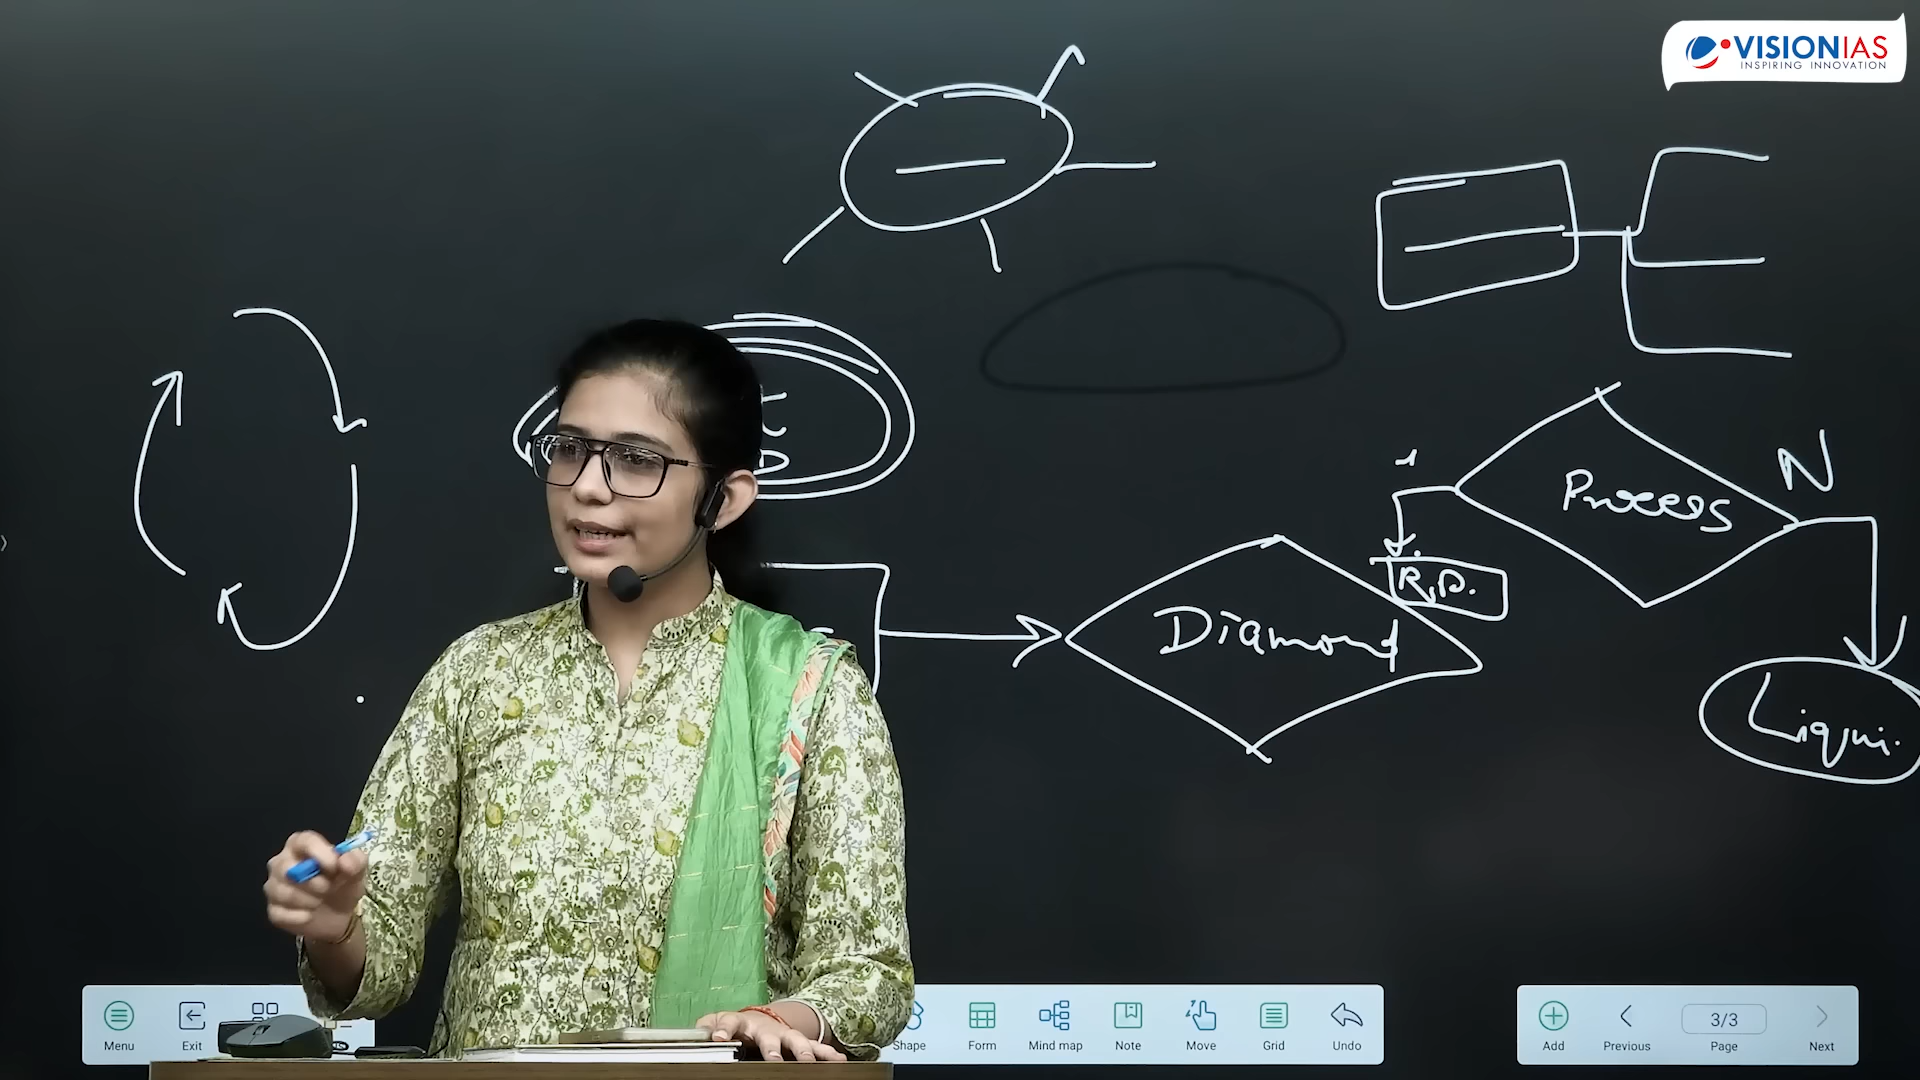 VISIONIAS
INSPIRING INNOVATION
Process
N
R.P.
Diamond
Liqui.
Menu
Exit
Shape
Form
Mind map
Note
Move
Grid
Undo
Add
Previous
3/3
Page
Next